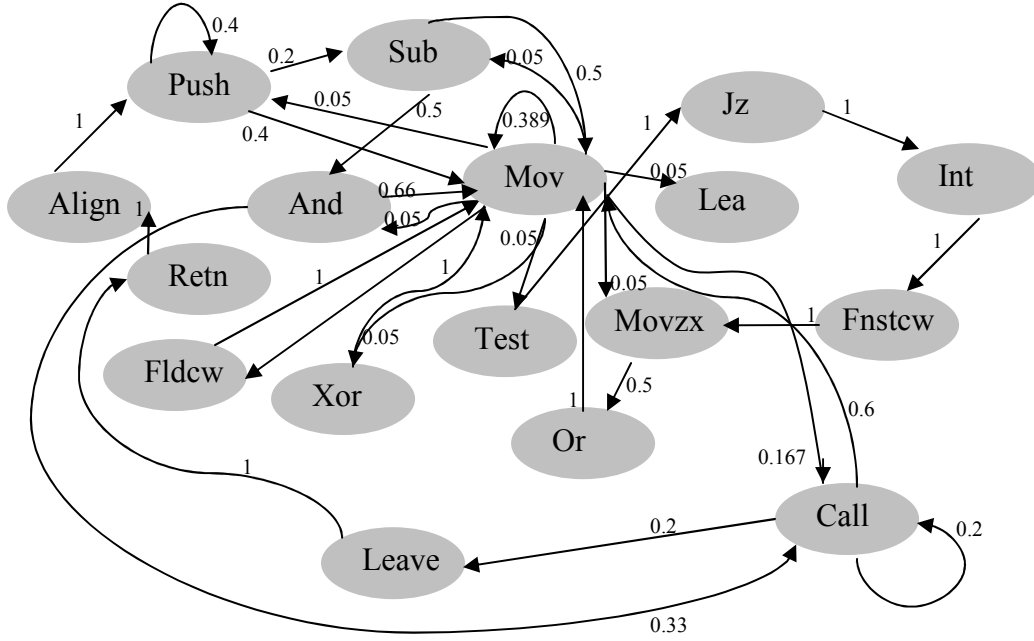 0.4
Sub
0.2
0.05
0.5
Push
0.05
0.5
Jz
1
0.4
0.389
1
1
Mov
0.05
Int
Align
1
And
0.66
0.05
Lea
0.05
1
Retn
1
1
0.05
Movzx
1
Fnstcw
Test
Fldcw
0.05
Xor
0.5
1
Or
0.6
0.167
1
Call
0.2
0.2
Leave
0.33